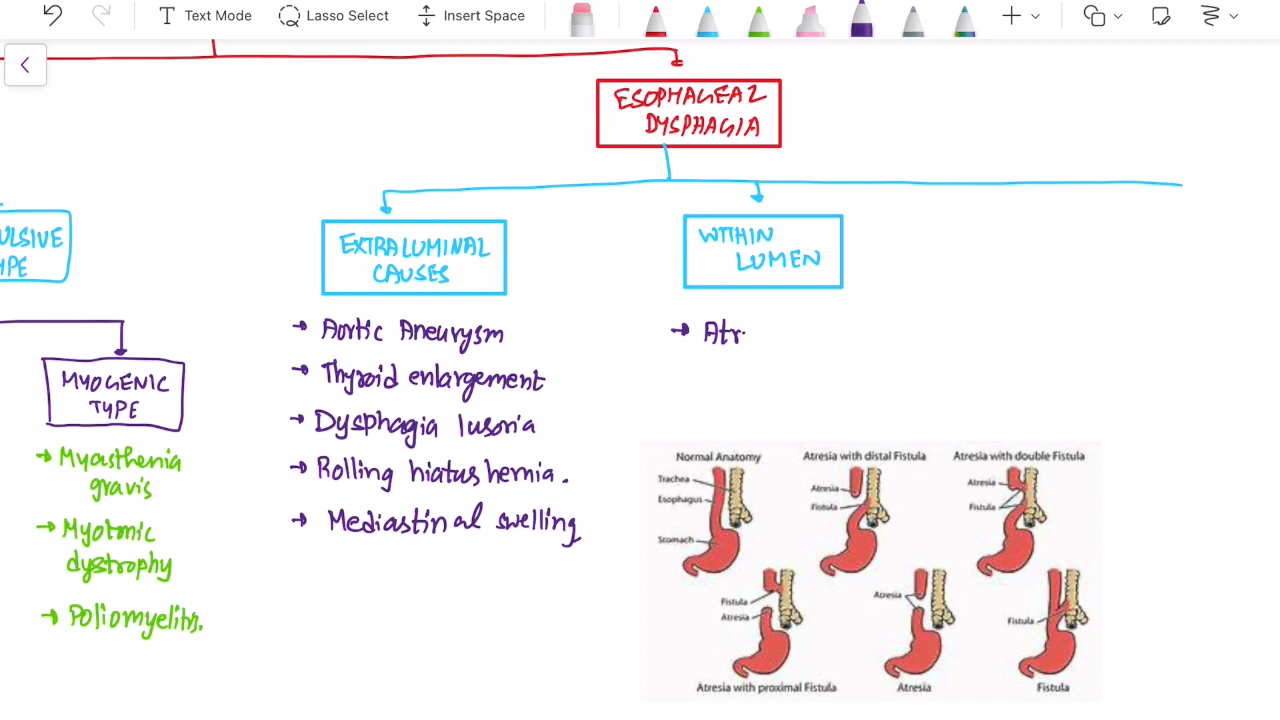 Text Mode
Lasso Select
Insert Space
ESOPHAGEAL
DYSPHAGIA
ULSIVE
YPE
EXTRALUMINAL
CAUSES
WITHIN
LUMEN
MYOGENIC
TYPE
→ Myasthenia
gravis
→ Myotonic
dystrophy
→ Poliomyelitis.
→ Aortic Aneurysm
→ Thyroid enlargement
→ Dysphagia lusoria
→ Rolling hiatus hernia.
→ Mediastinal swelling
→ Atr
Normal Anatomy
Trachea
Esophagus
Stomach
Atresia with distal Fistula
Atresia
Fistula
Atresia with double Fistula
Atresia
Fistula
Fistula
Atresia
Atresia with proximal Fistula
Atresia
Atresia
Fistula
Fistula